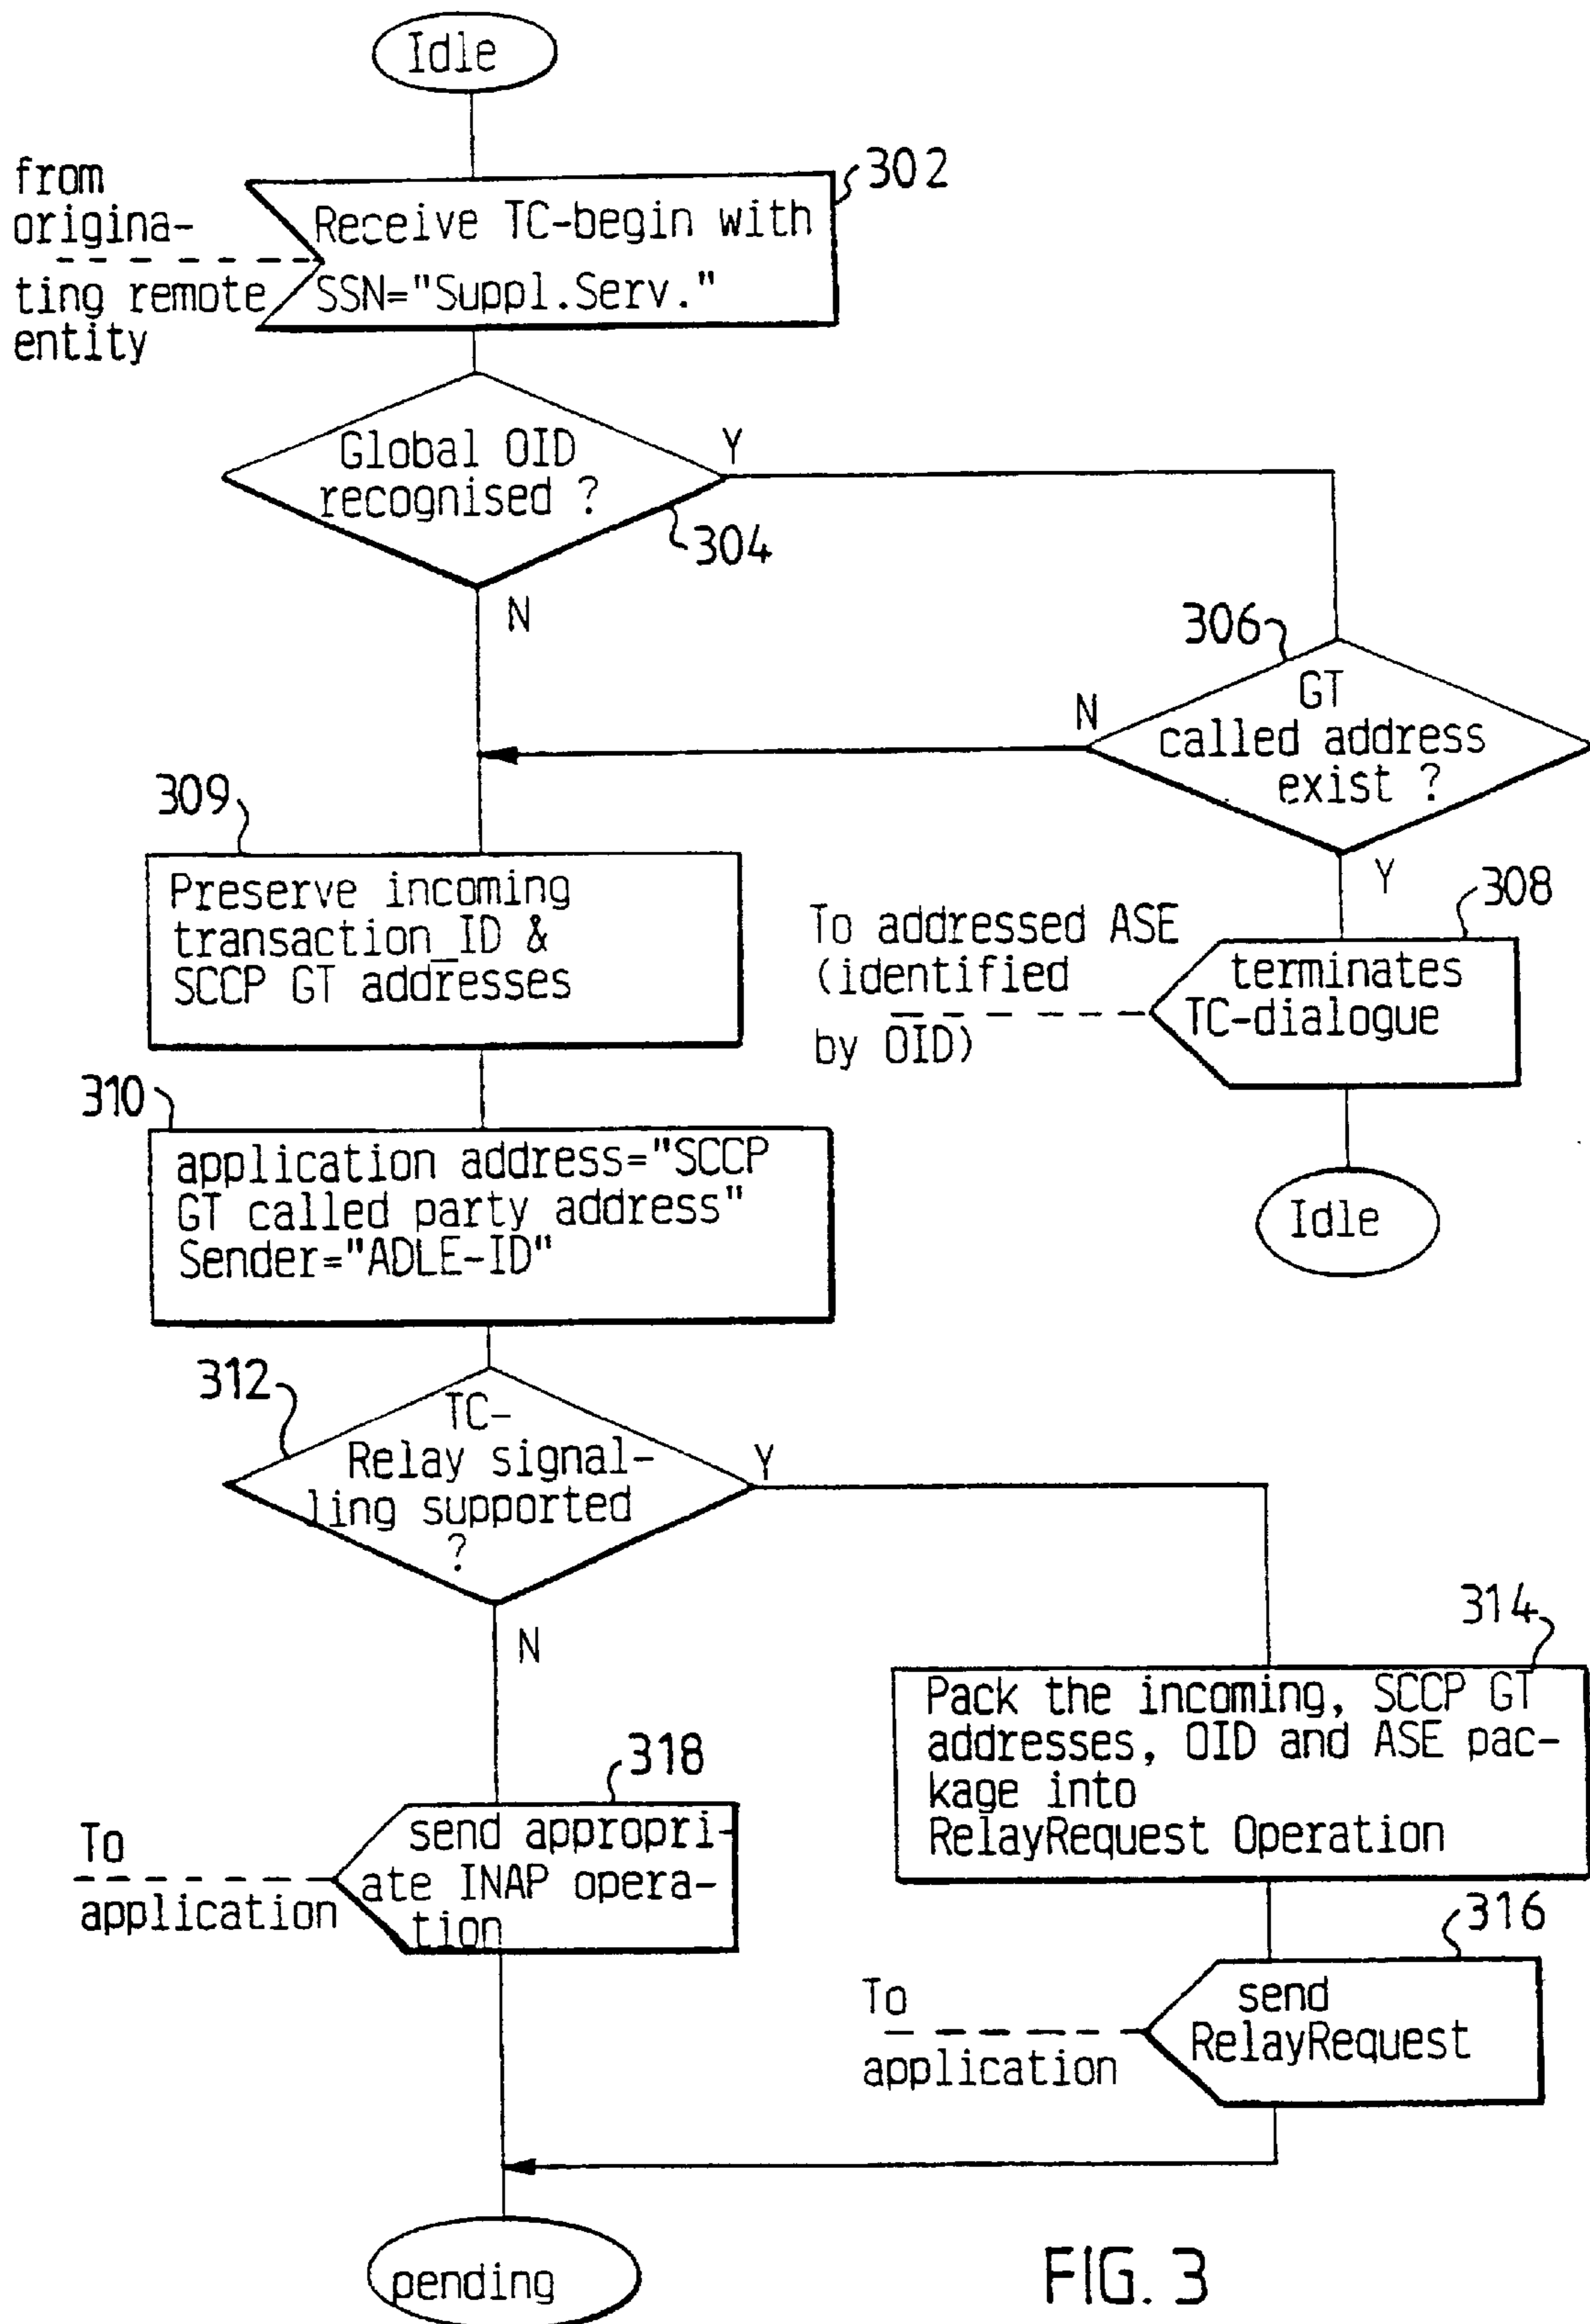 Idle
from
origina-
ting remote
entity
302
Receive TC-begin with
SSN="Suppl.Serv."
Global OID
recognised ?
Y
304
N
306
GT
called address
exist ?
N
Y
309
Preserve incoming
transaction_ID &
SCCP GT addresses
To addressed ASE
(identified
by OID)
308
terminates
TC-dialogue
310
application address="SCCP
GT called party address"
Sender="ADLE-ID"
Idle
312
TC-
Relay signal-
ling supported
?
Y
N
314
Pack the incoming, SCCP GT
addresses, OID and ASE pac-
kage into
RelayRequest Operation
318
To
application
send appropri-
ate INAP opera-
tion
316
To
application
send
RelayRequest
pending
FIG. 3